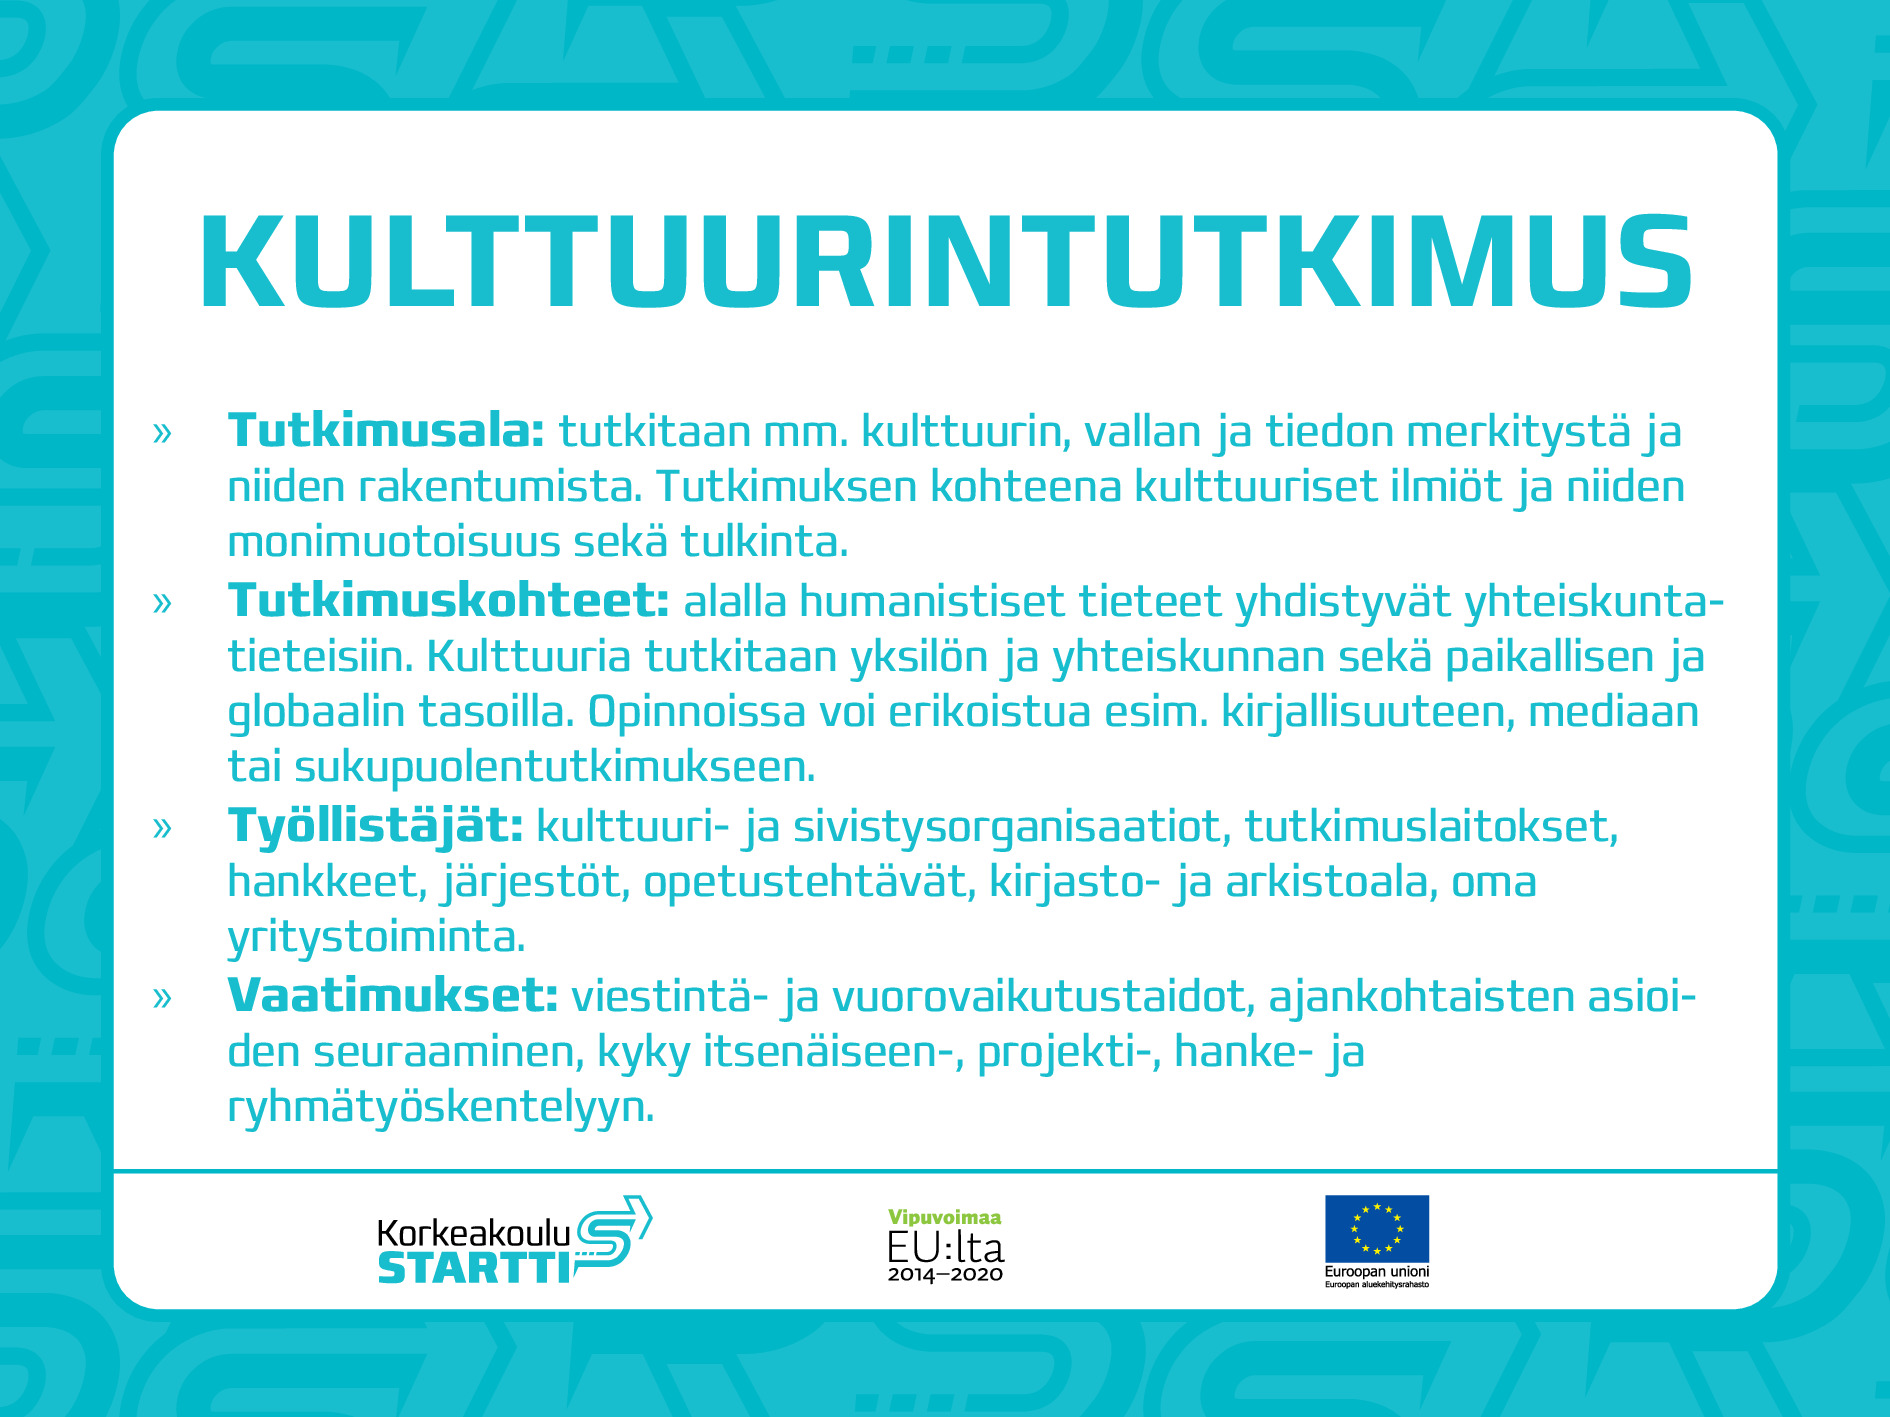 KULTTUURINTUTKIMUS
» Tutkimusala: tutkitaan mm. kulttuurin, vallan ja tiedon merkitystä ja
niiden rakentumista. Tutkimuksen kohteena kulttuuriset ilmiöt ja niiden
monimuotoisuus sekä tulkinta.
» Tutkimuskohteet: alalla humanistiset tieteet yhdistyvät yhteiskunta-
tieteisiin. Kulttuuria tutkitaan yksilön ja yhteiskunnan sekä paikallisen ja
globaalin tasoilla. Opinnoissa voi erikoistua esim. kirjallisuuteen, mediaan
tai sukupuolentutkimukseen.
» Työllistäjät: kulttuuri- ja sivistysorganisaatiot, tutkimuslaitokset,
hankkeet, järjestöt, opetustehtävät, kirjasto- ja arkistoala, oma
yritystoiminta.
» Vaatimukset: viestintä- ja vuorovaikutustaidot, ajankohtaisten asioi-
den seuraaminen, kyky itsenäiseen-, projekti-, hanke- ja
ryhmätyöskentelyyn.
Korkeakoulu
STARTTI
Vipuvoimaa
EU:lta
2014–2020
Euroopan unioni
Euroopan aluekehitysrahasto